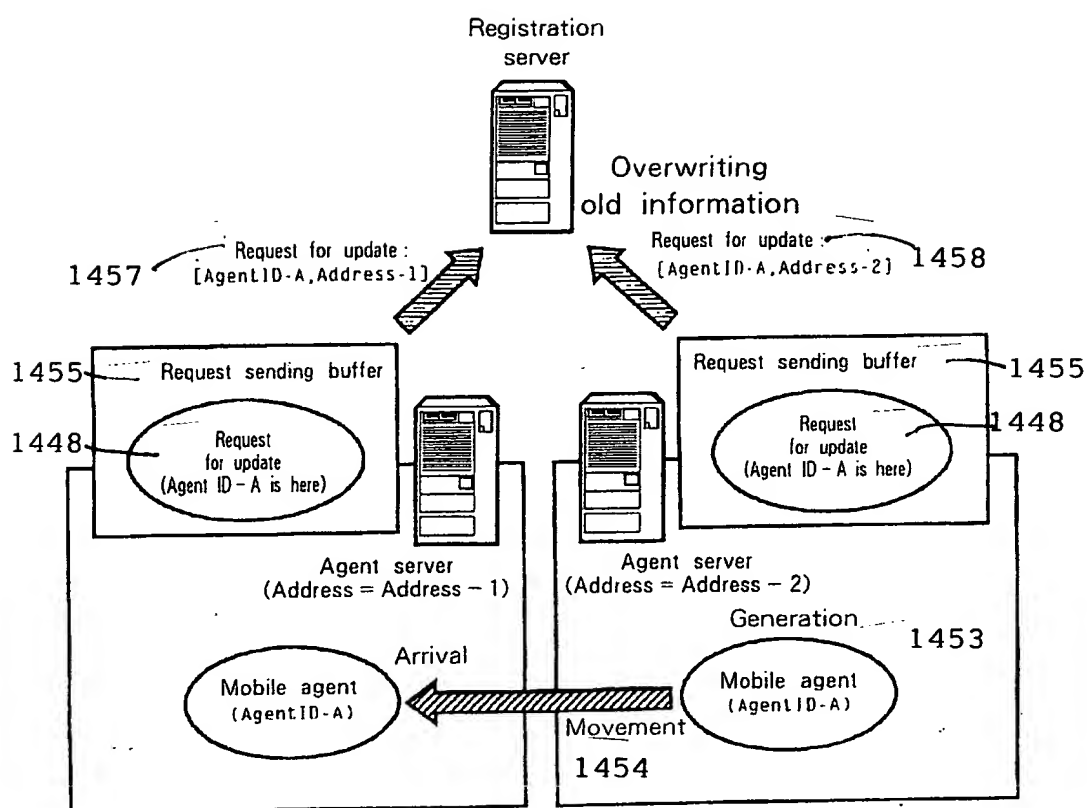 Registration
server
Overwriting
old information
1457
Request for update :
[AgentID-A,Address-1]
Request for update :
[AgentID-A,Address-2]
1458
1455
Request sending buffer
1448
Request
for update
(Agent ID - A is here)
Request sending buffer
1455
Request
for update
(Agent ID - A is here)
1448
Agent server
(Address = Address - 1)
Agent server
(Address = Address - 2)
Generation
1453
Arrival
Mobile agent
(AgentID-A)
Mobile agent
(AgentID-A)
Movement
1454